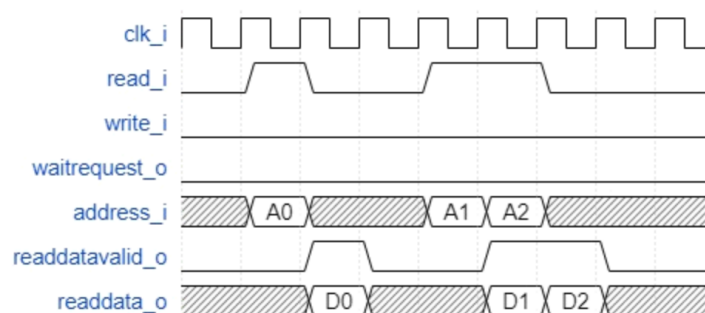 clk_i
read_i
write_i
waitrequest_o
address_i A0 A1 A2
readdatavalid_o
readdata_o D0 D1 D2